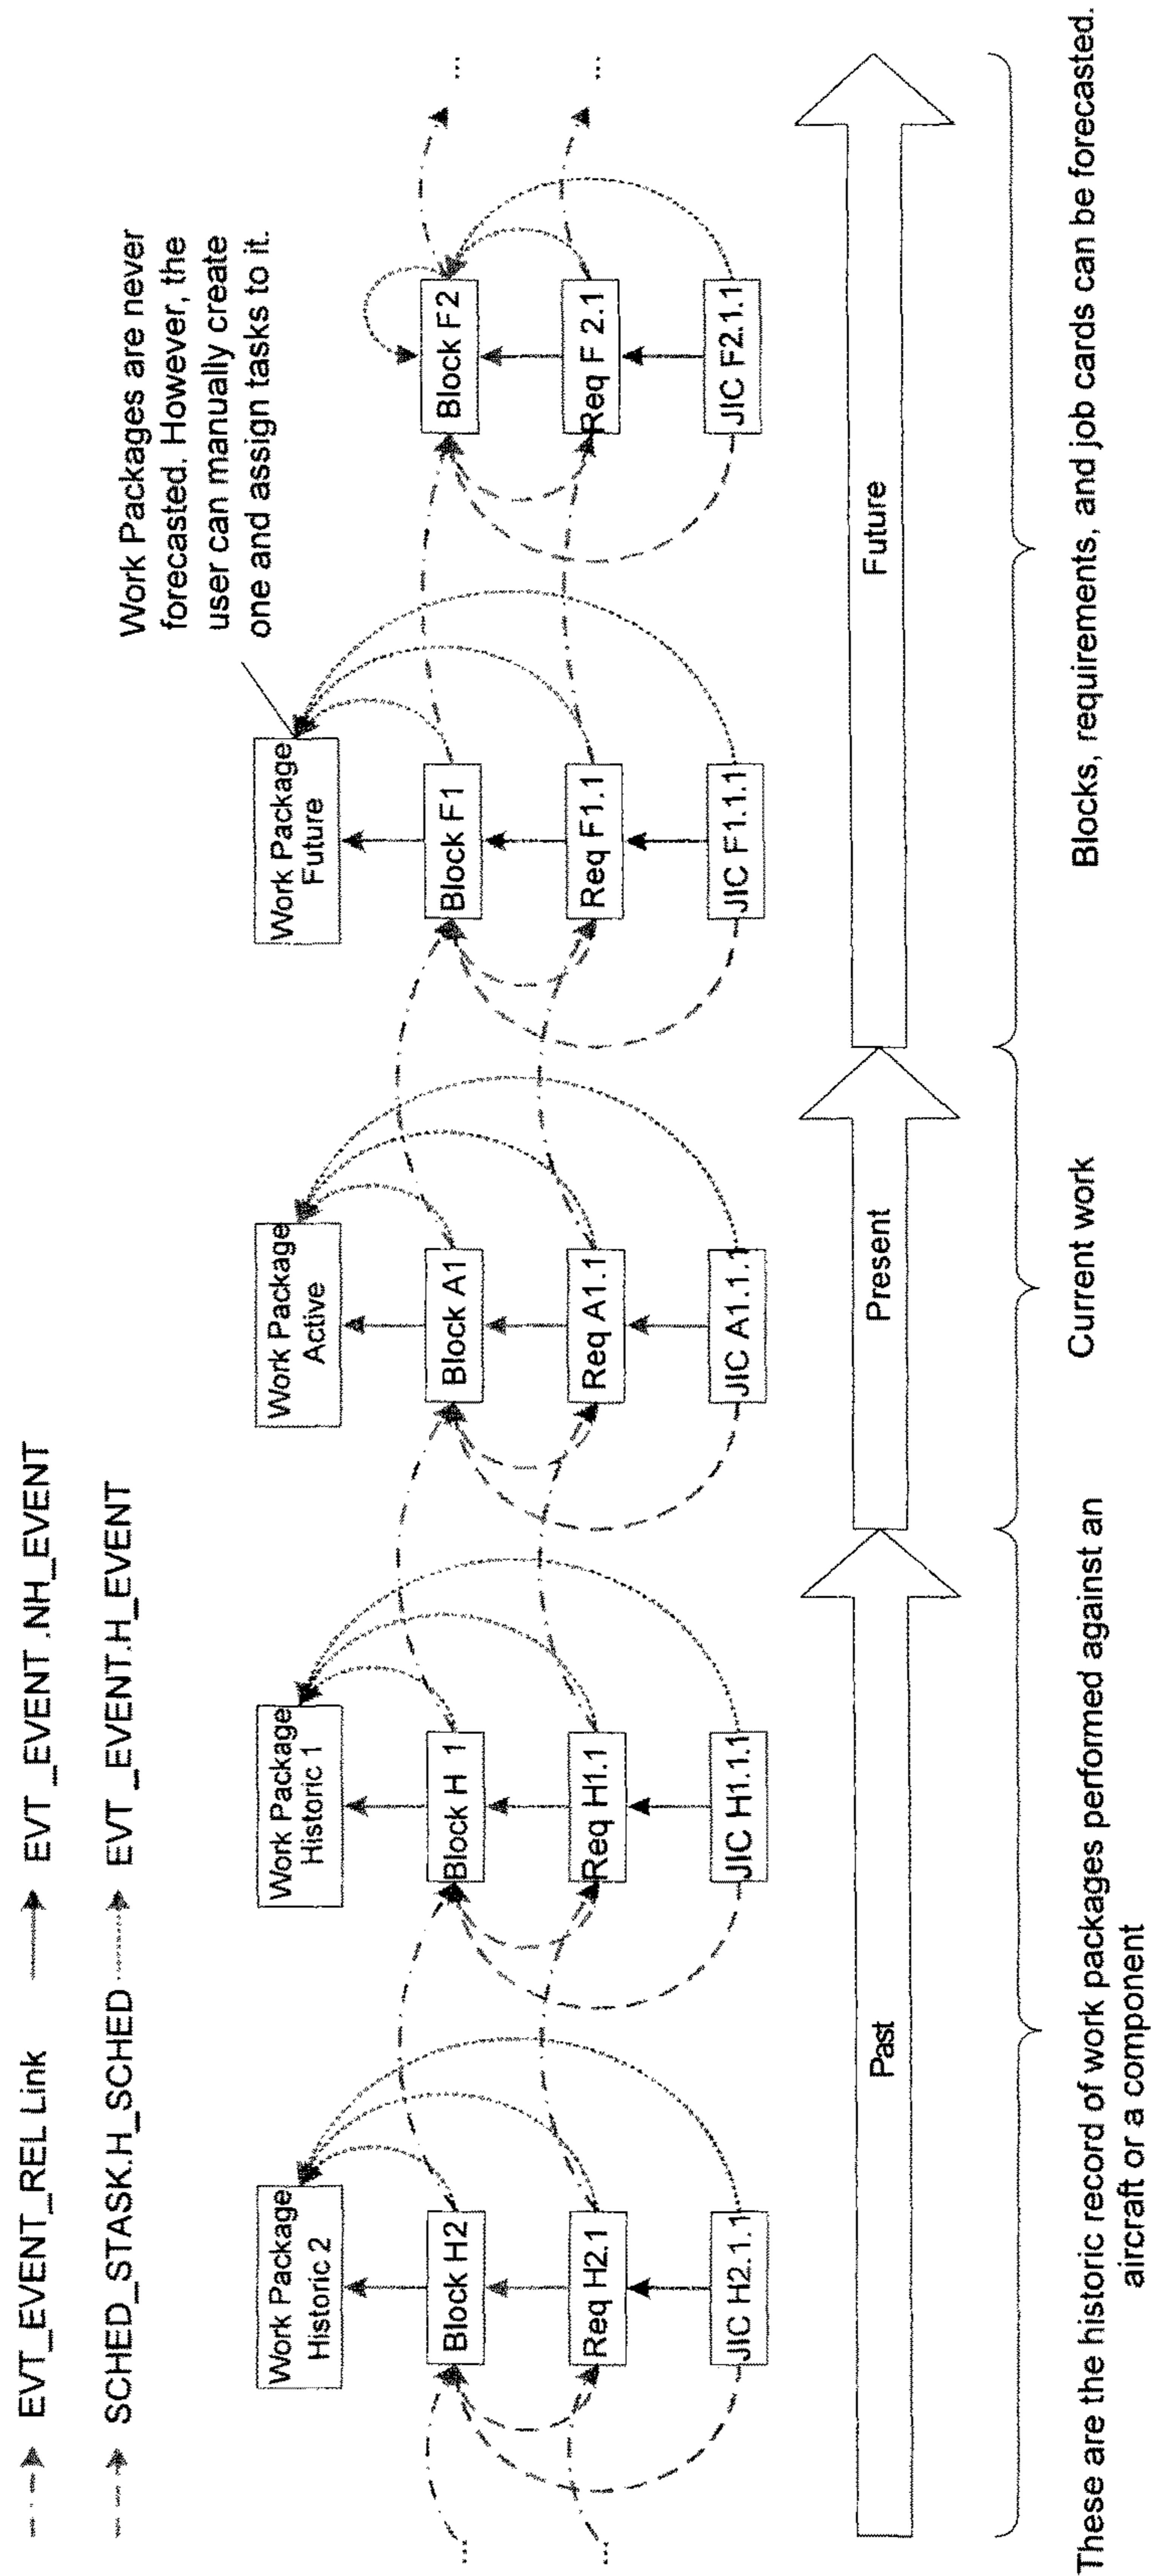 EVT_EVENT_REL Link
EVT _EVENT .NH_EVENT
SCHED_STASK.H_SCHED
EVT _EVENT.H_EVENT
Work Packages are never
forecasted. However, the
user can manually create
one and assign tasks to it.
Work Package
Historic 2
Work Package
Historic 1
Work Package
Active
Work Package
Future
...
Block H2
Block H 1
Block A1
Block F1
Block F2
...
...
Req H2.1
Req H1.1
Req A1.1
Req F1.1
Req F 2.1
...
JIC H2.1.1
JIC H1.1.1
JIC A1.1.1
JIC F1.1.1
JIC F2.1.1
Past
Present
Future
These are the historic record of work packages performed against an
aircraft or a component
Current work
Blocks, requirements, and job cards can be forecasted.